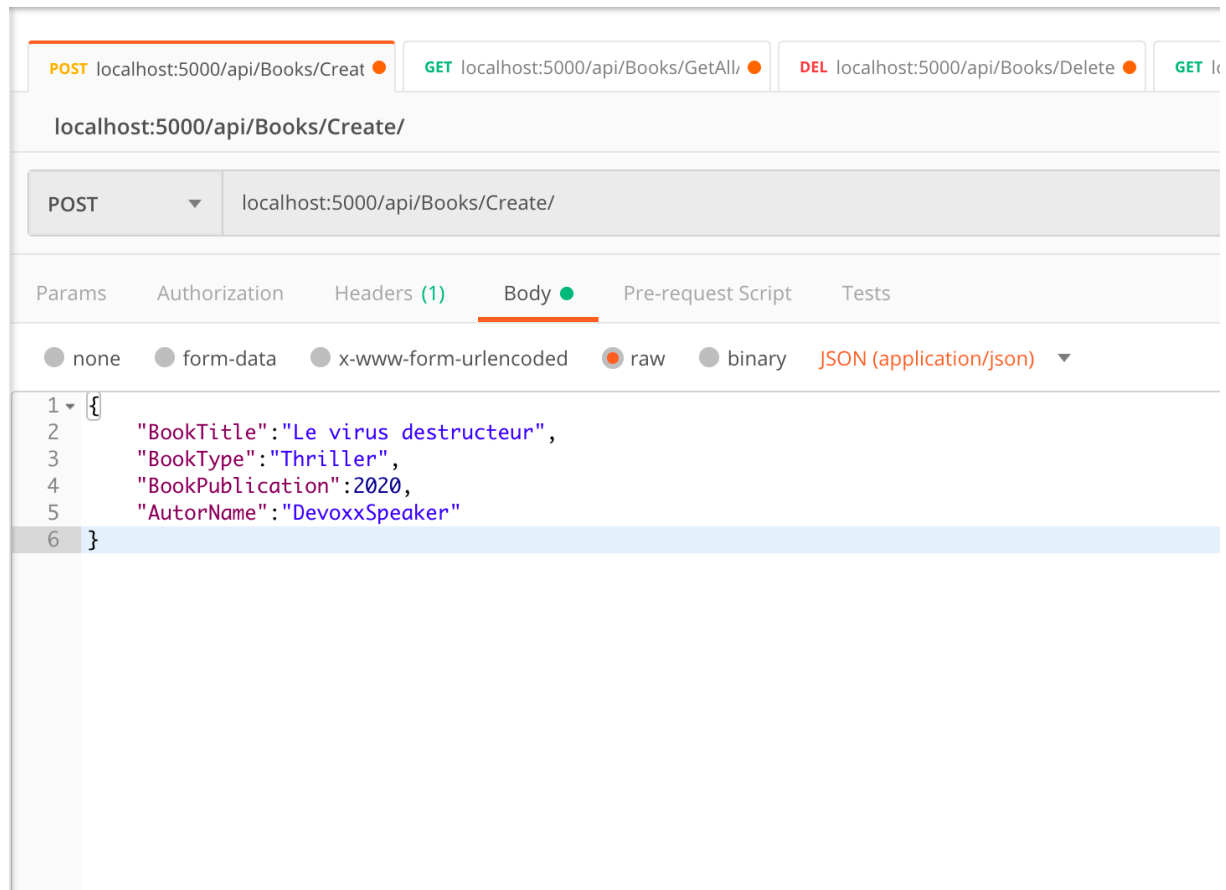 POST localhost:5000/api/Books/Creat GET localhost:5000/api/Books/GetAll/ DEL localhost:5000/api/Books/Delete GET
localhost:5000/api/Books/Create/
POST localhost:5000/api/Books/Create/
Params Authorization Headers (1) Body Pre-request Script Tests
none form-data x-www-form-urlencoded raw binary JSON (application/json)
1 {
2 "BookTitle":"Le virus destructeur",
3 "BookType":"Thriller",
4 "BookPublication":2020,
5 "AutorName":"DevoxxSpeaker"
6 }